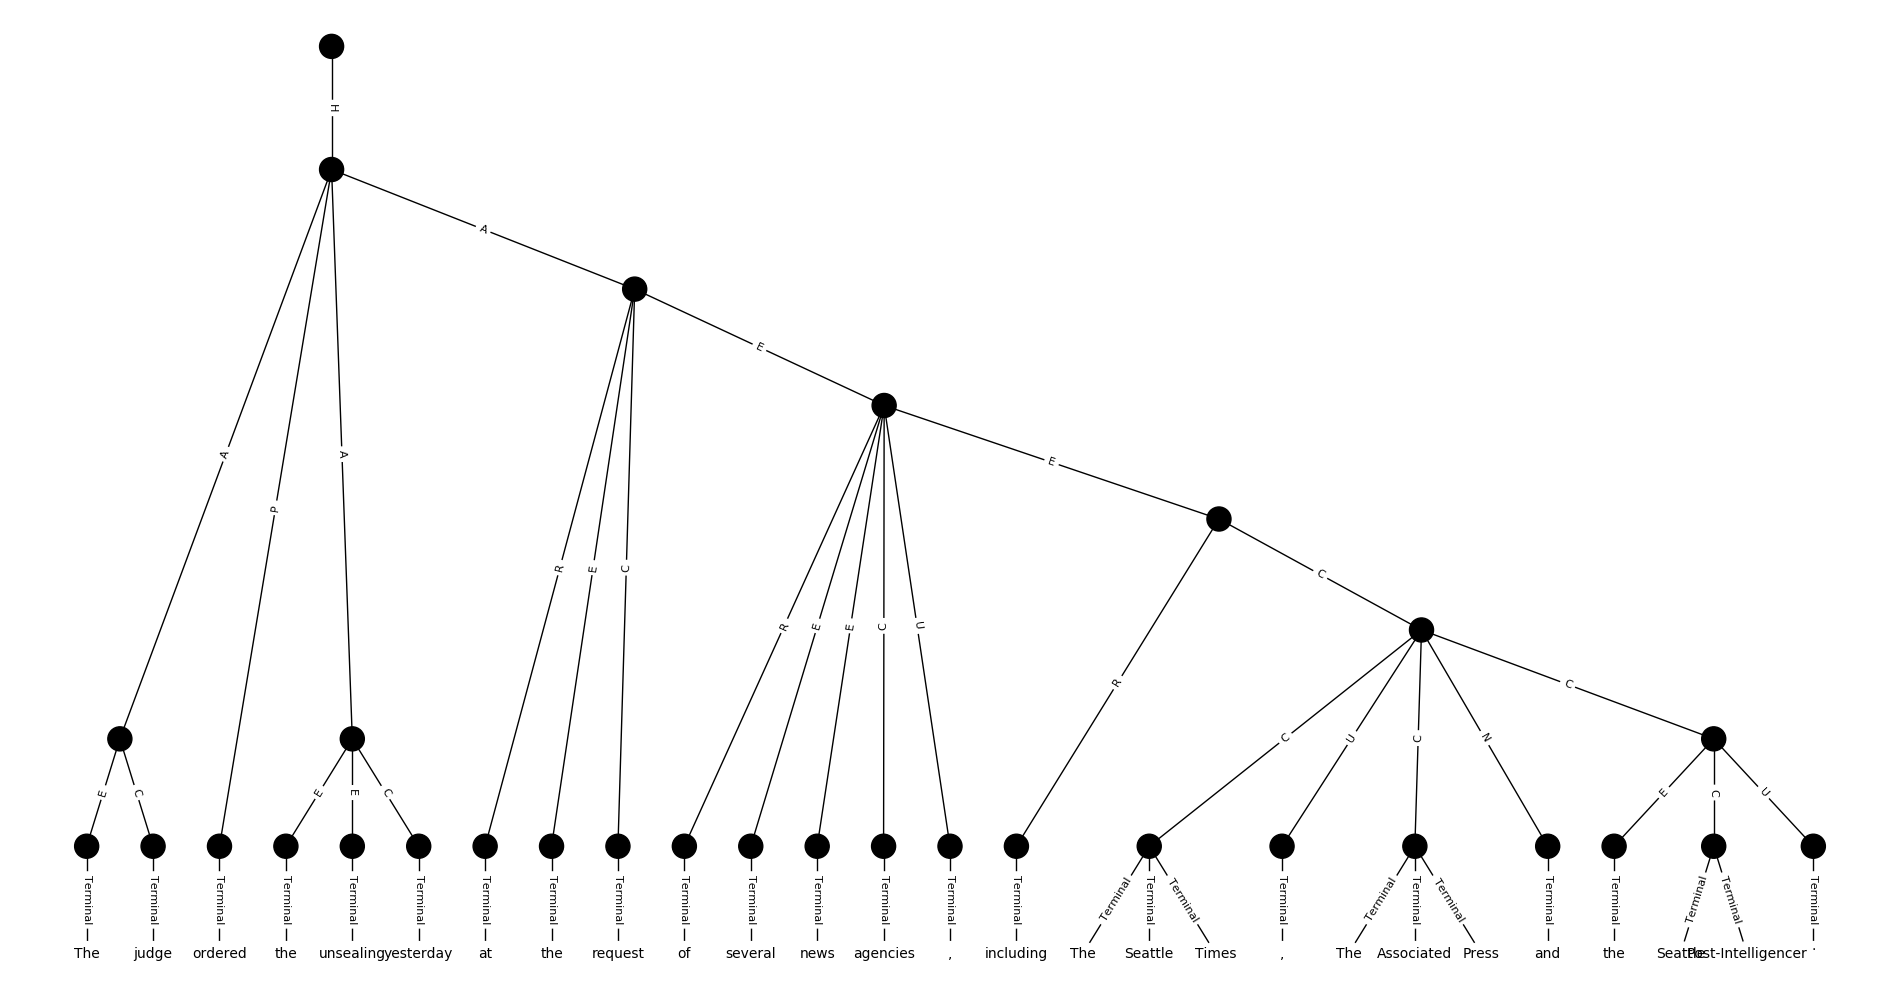 H
A
E
E
A
A
P
R
E
C
R
E
E
C
U
C
R
C
C
U
C
N
E
C
E
E
C
E
C
U
Terminal Terminal Terminal Terminal Terminal Terminal Terminal Terminal Terminal Terminal Terminal Terminal Terminal Terminal Terminal Terminal Terminal Terminal Terminal Terminal Terminal Terminal Terminal Terminal Terminal Terminal Terminal
The judge ordered the unsealing yesterday at the request of several news agencies , including The Seattle Times , The Associated Press and the Seattle Post-Intelligencer .